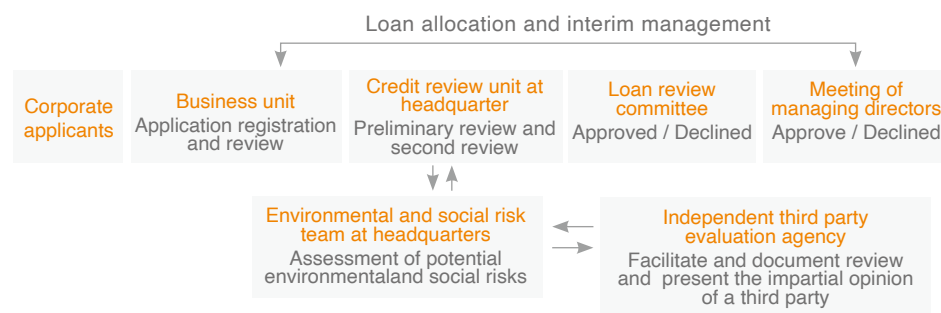 Loan allocation and interim management
Corporate
applicants
Business unit
Application registration
and review
Credit review unit at
headquarter
Preliminary review and
second review
Loan review
committee
Approved / Declined
Meeting of
managing directors
Approve / Declined
Environmental and social risk
team at headquarters
Assessment of potential
environmentaland social risks
Independent third party
evaluation agency
Facilitate and document review
and present the impartial opinion
of a third party